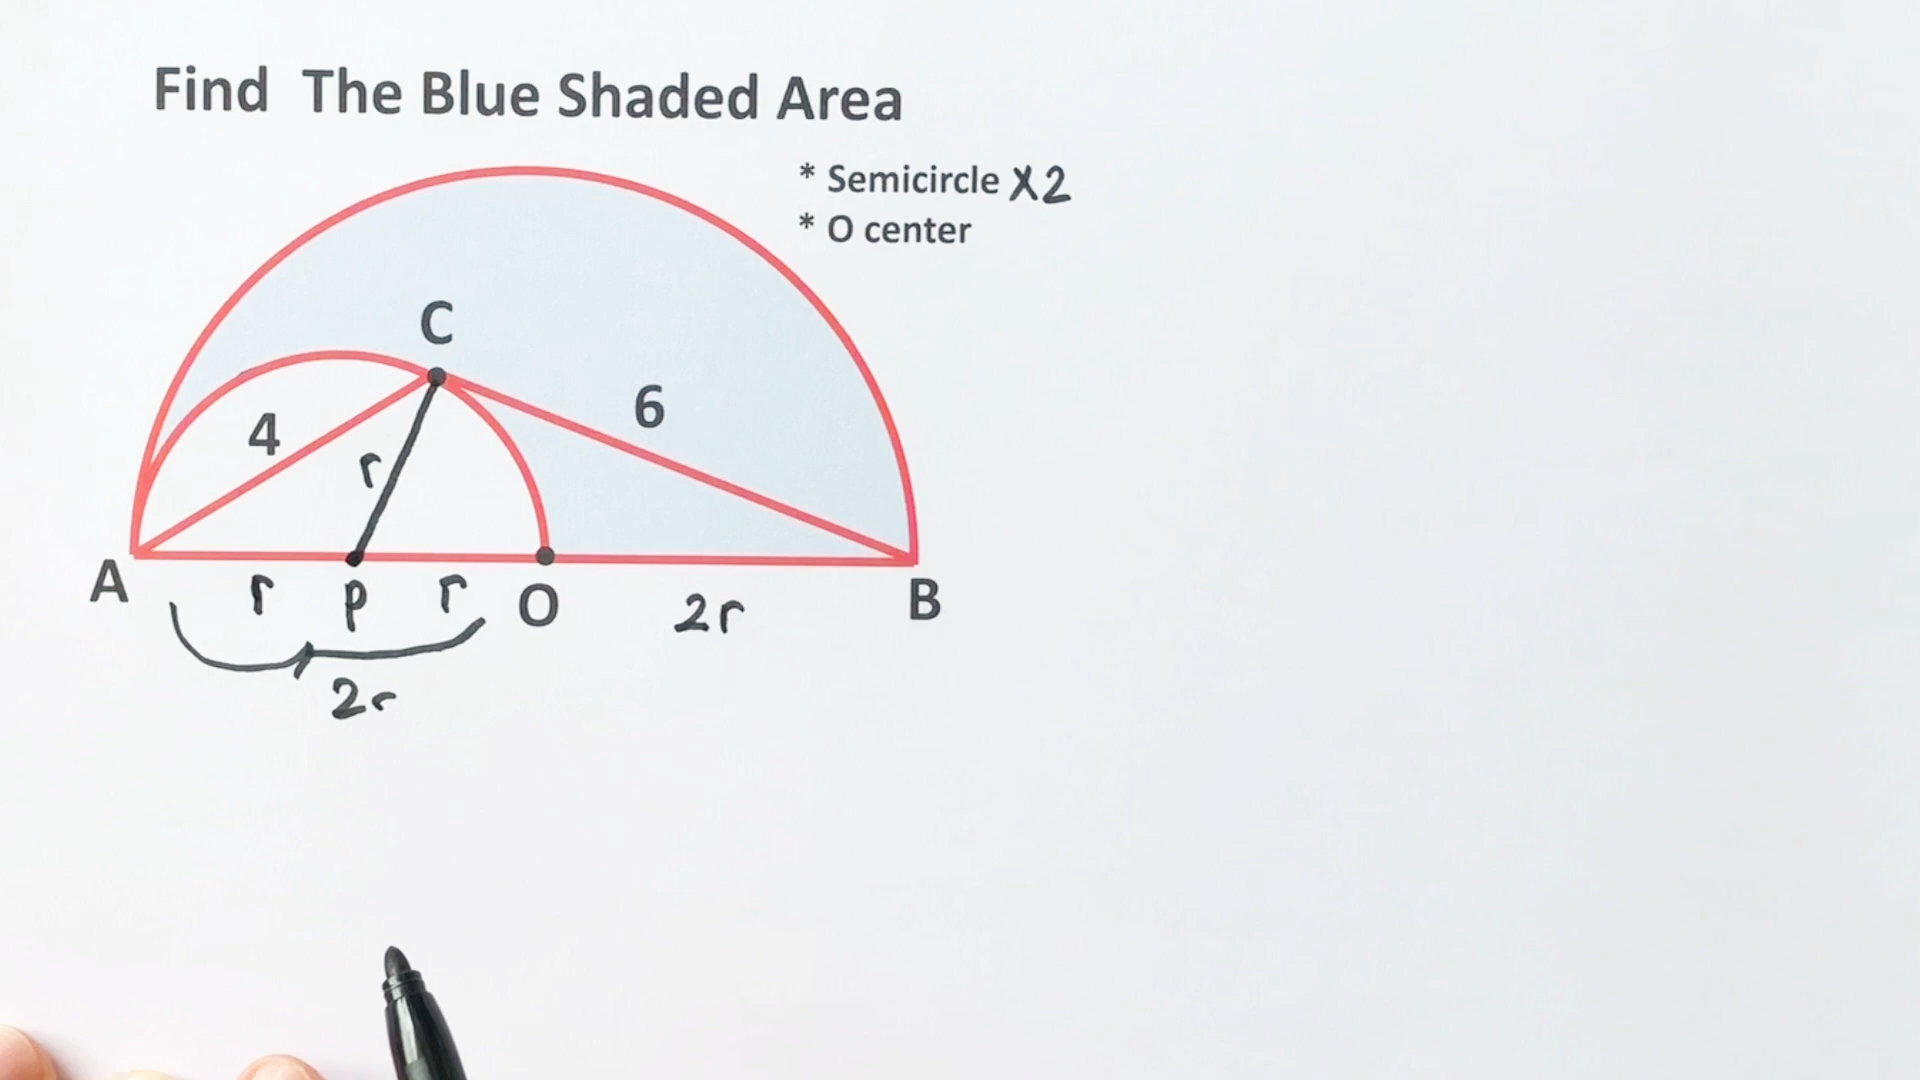 Find The Blue Shaded Area
* Semicircle X2
* O center
C
6
4
r
A r P r O 2r B
2r